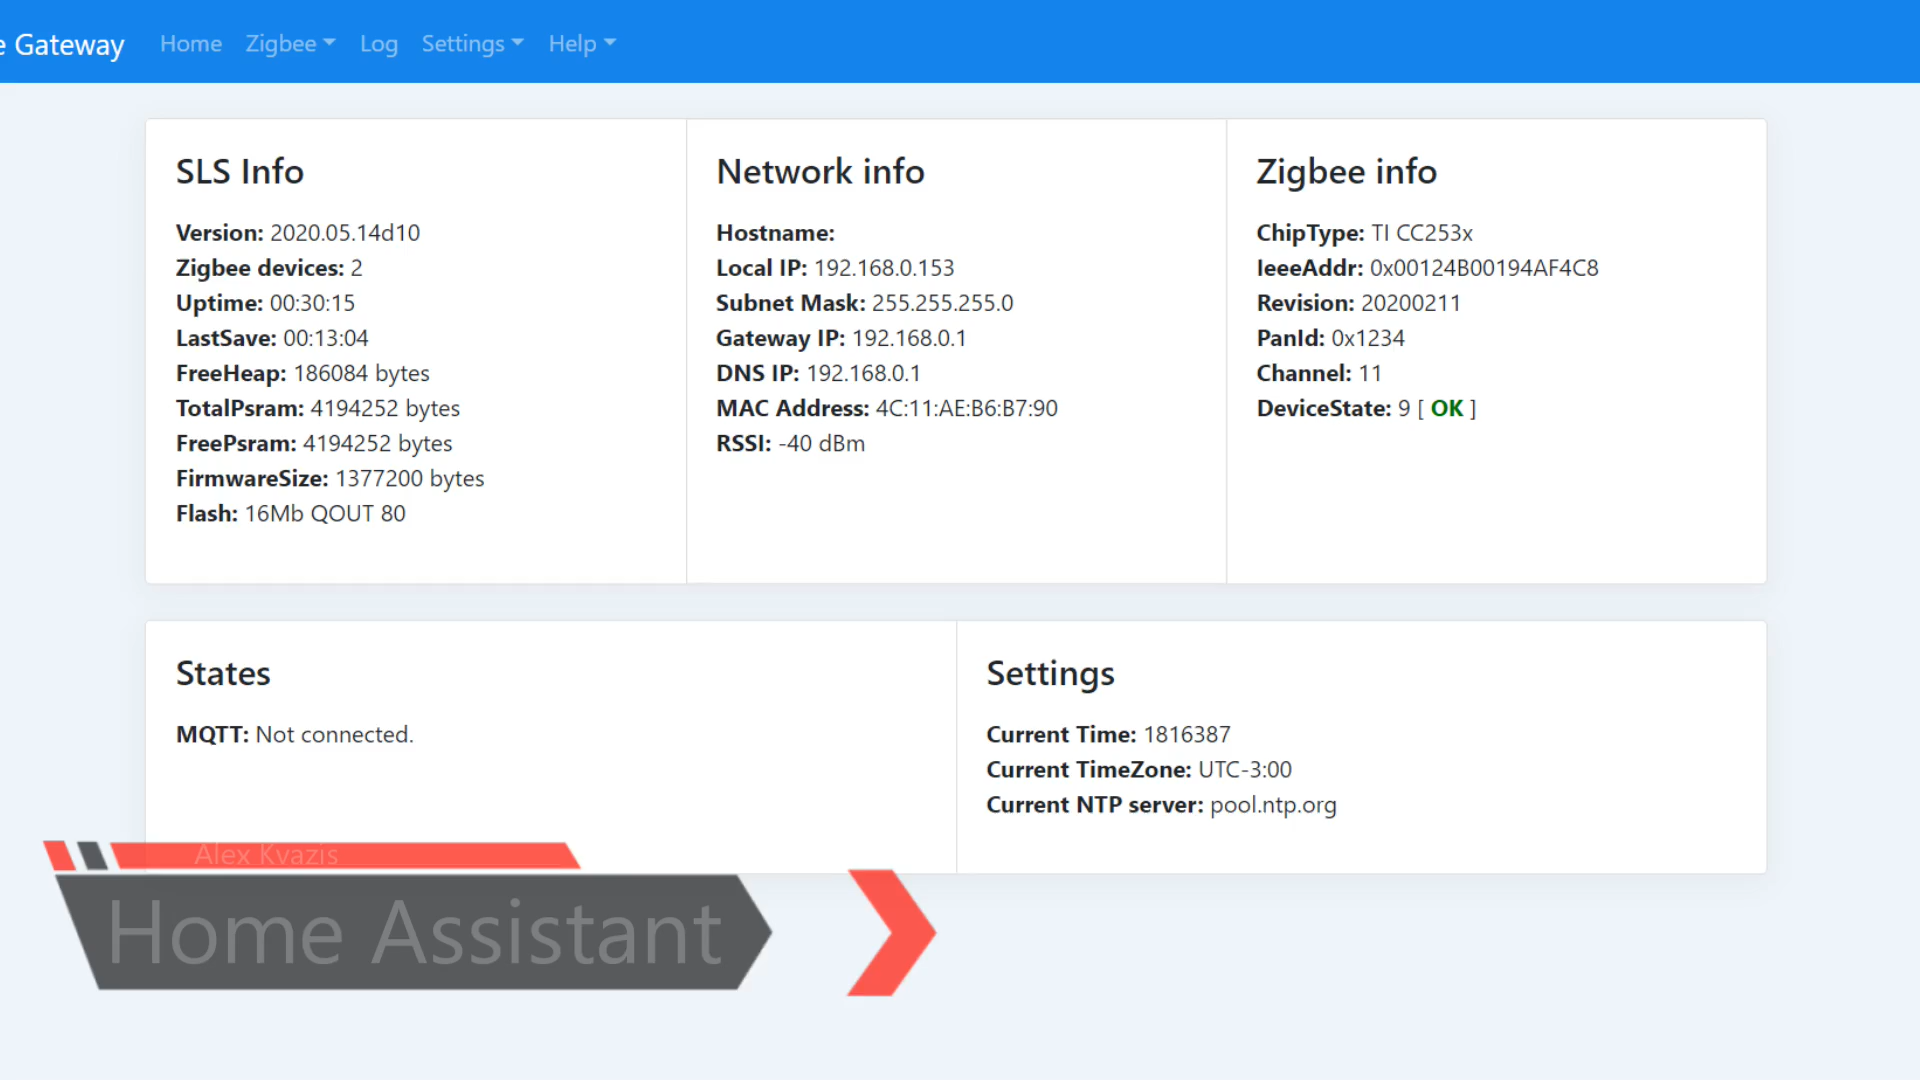 e Gateway Home Zigbee Log Settings Help
SLS Info
Version: 2020.05.14d10
Zigbee devices: 2
Uptime: 00:30:15
LastSave: 00:13:04
FreeHeap: 186084 bytes
TotalPsram: 4194252 bytes
FreePsram: 4194252 bytes
FirmwareSize: 1377200 bytes
Flash: 16Mb QOUT 80
Network info
Hostname:
Local IP: 192.168.0.153
Subnet Mask: 255.255.255.0
Gateway IP: 192.168.0.1
DNS IP: 192.168.0.1
MAC Address: 4C:11:AE:B6:B7:90
RSSI: -40 dBm
Zigbee info
ChipType: TI CC253x
IeeeAddr: 0x00124B00194AF4C8
Revision: 20200211
PanId: 0x1234
Channel: 11
DeviceState: 9 [ OK ]
States
MQTT: Not connected.
Settings
Current Time: 1816387
Current TimeZone: UTC-3:00
Current NTP server: pool.ntp.org
Alex Kvazis
Home Assistant